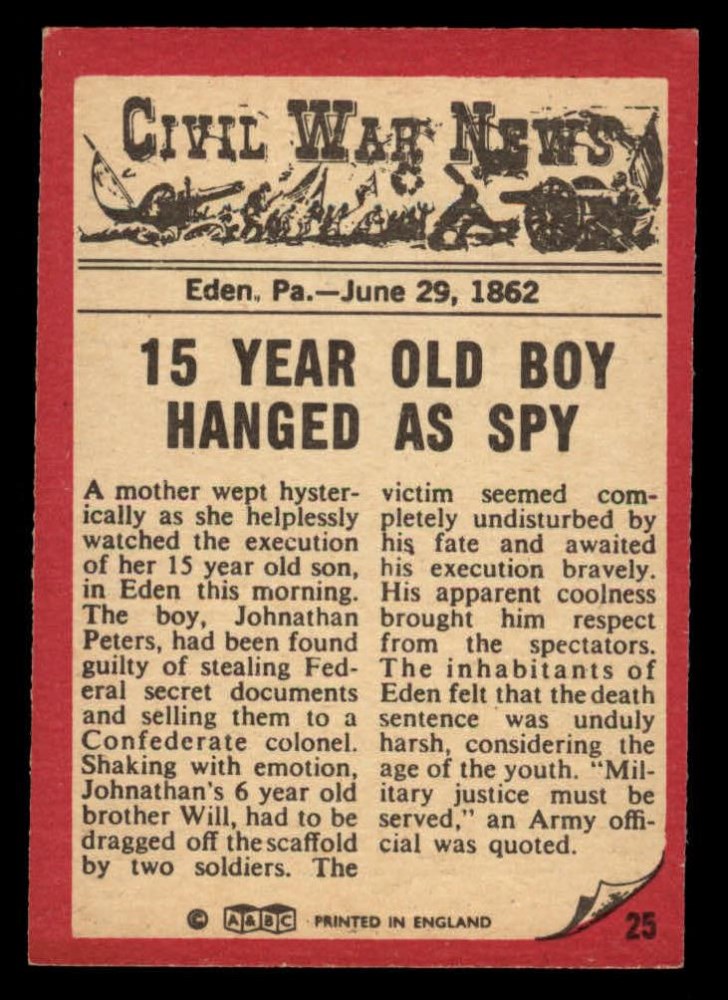 CIVIL WAR NEWS
Eden, Pa.—June 29, 1862
15 YEAR OLD BOY
HANGED AS SPY
A mother wept hyster-
ically as she helplessly
watched the execution
of her 15 year old son,
in Eden this morning.
The boy, Johnathan
Peters, had been found
guilty of stealing Fed-
eral secret documents
and selling them to a
Confederate colonel.
Shaking with emotion,
Johnathan's 6 year old
brother Will, had to be
dragged off the scaffold
by two soldiers. The
victim seemed com-
pletely undisturbed by
his fate and awaited
his execution bravely.
His apparent coolness
brought him respect
from the spectators.
The inhabitants of
Eden felt that the death
sentence was unduly
harsh, considering the
age of the youth. “Mil-
itary justice must be
served,” an Army offi-
cial was quoted.
© A&BC PRINTED IN ENGLAND
25